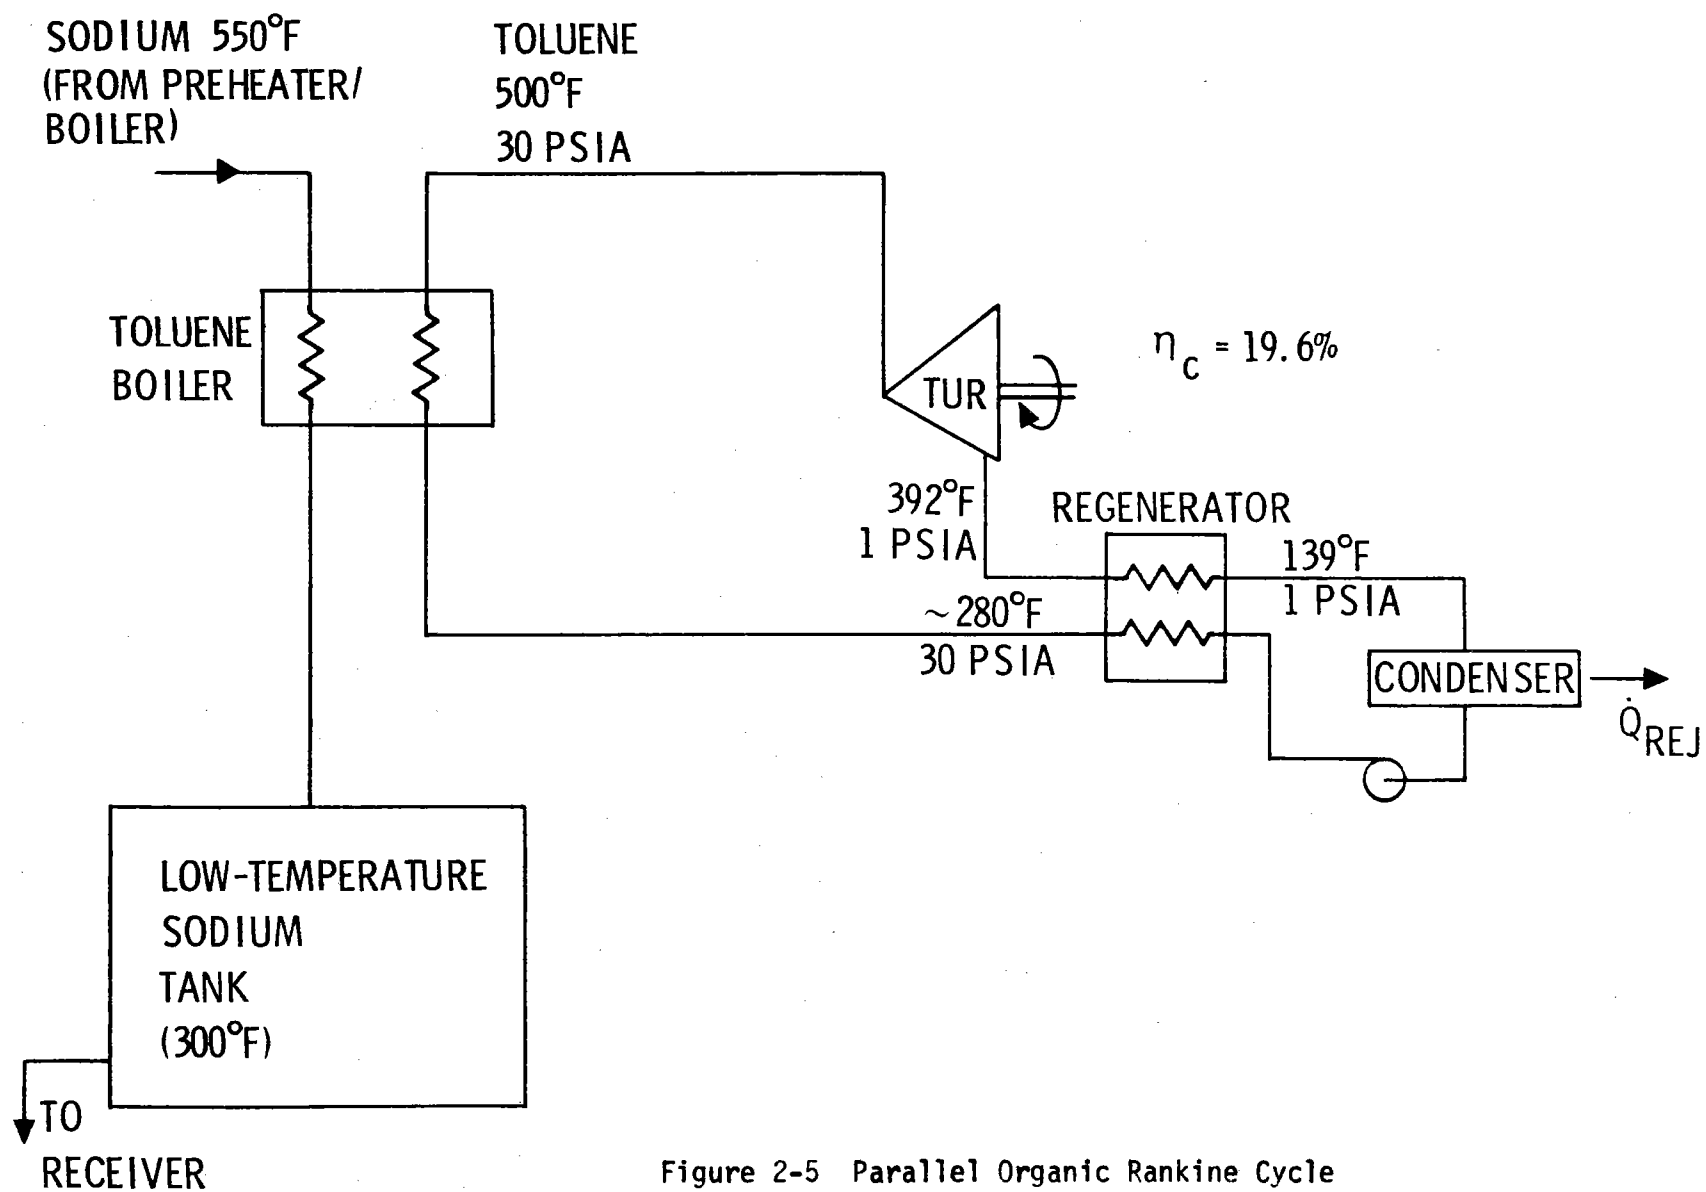 SODIUM 550°F
(FROM PREHEATER/
BOILER)
TOLUENE
500°F
30 PSIA
TOLUENE
BOILER
TUR
η_c = 19.6%
392°F
1 PSIA
REGENERATOR
139°F
1 PSIA
~280°F
30 PSIA
CONDENSER
Q̇_REJ
LOW-TEMPERATURE
SODIUM
TANK
(300°F)
TO
RECEIVER
Figure 2-5 Parallel Organic Rankine Cycle